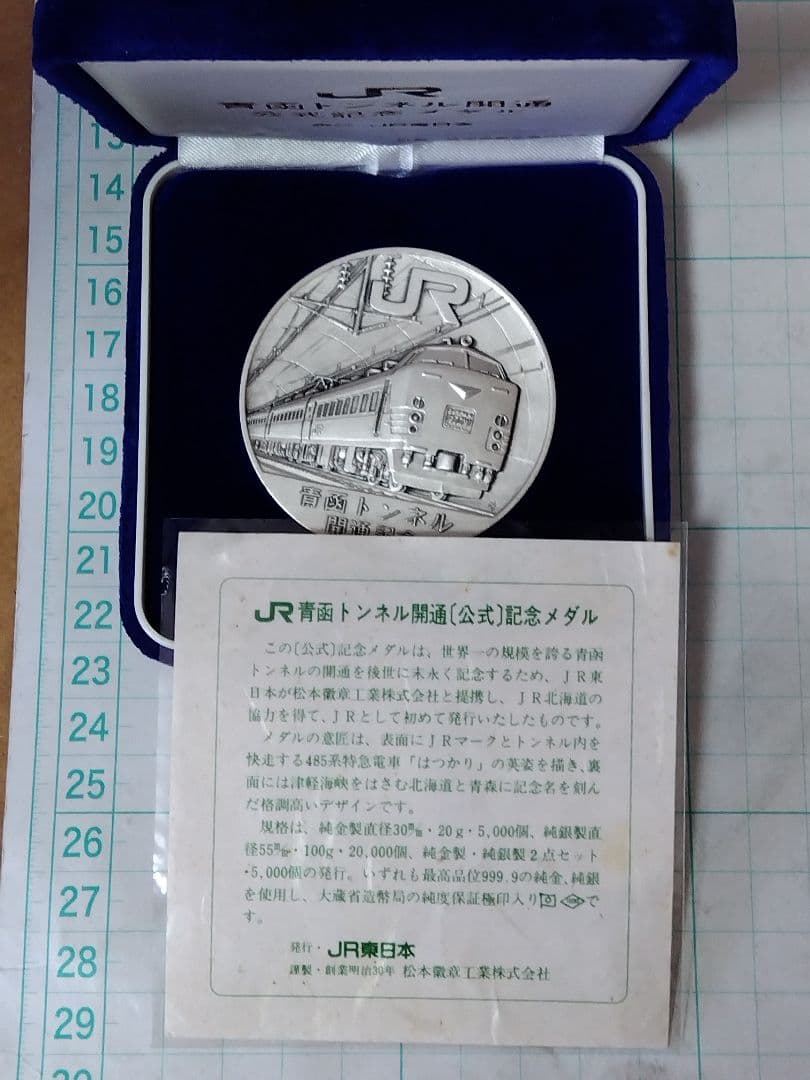 JR
青函トンネル開通
公式記念メダル
13
14
15
16
17
18
19
20
21
22
23
24
25
26
27
28
29
30
JR
青函トンネル
開通記念
JR青函トンネル開通〔公式〕記念メダル
この〔公式〕記念メダルは、世界一の規模を誇る青函
トンネルの開通を後世に末永く記念するため、JR東
日本が松本徽章工業株式会社と提携し、JR北海道の
協力を得て、JRとして初めて発行いたしたものです。
メダルの意匠は、表面にJRマークとトンネル内を
快走する485系特急電車「はつかり」の英姿を描き、裏
面には津軽海峡をはさむ北海道と青森に記念名を刻ん
だ格調高いデザインです。
規格は、純金製直径30㎜・20g・5,000個、純銀製直
径55㎜・100g・20,000個、純金製・純銀製2点セット
・5,000個の発行。いずれも最高品位999.9の純金、純銀
を使用し、大蔵省造幣局の純度保証極印入りで
す。
発行・JR東日本
謹製・創業明治30年 松本徽章工業株式会社